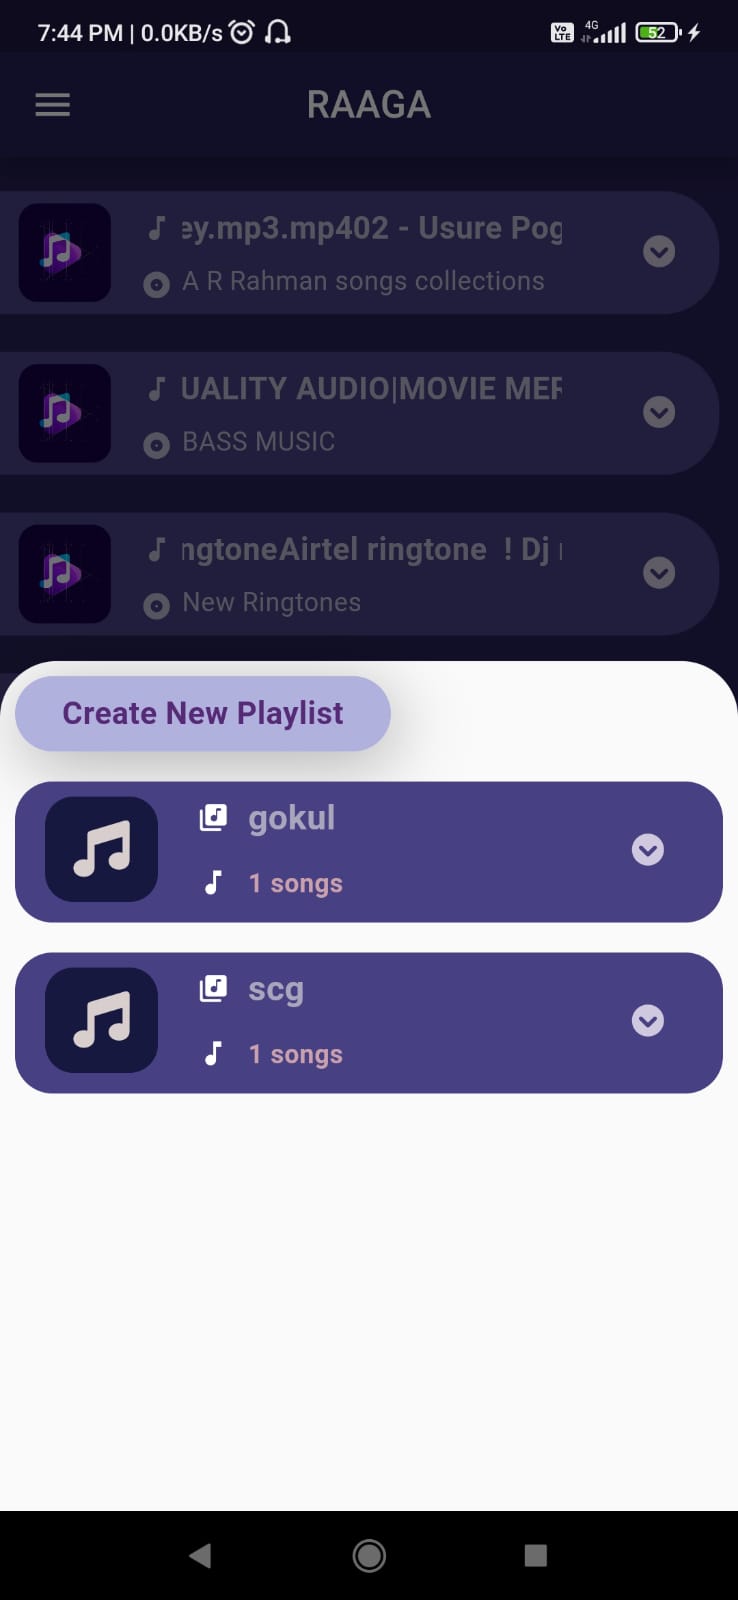 7:44 PM | 0.0KB/s Vo LTE 4G 52
RAAGA
ey.mp3.mp402 - Usure Pog
A R Rahman songs collections
UALITY AUDIO|MOVIE MER
BASS MUSIC
ngtoneAirtel ringtone ! Dj
New Ringtones
Create New Playlist
gokul
1 songs
scg
1 songs